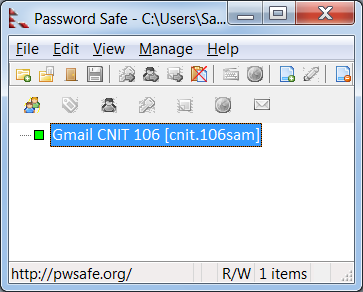 Password Safe - C:\Users\Sa...
File Edit View Manage Help
Gmail CNIT 106 [cnit.106sam]
http://pwsafe.org/ R/W 1 items